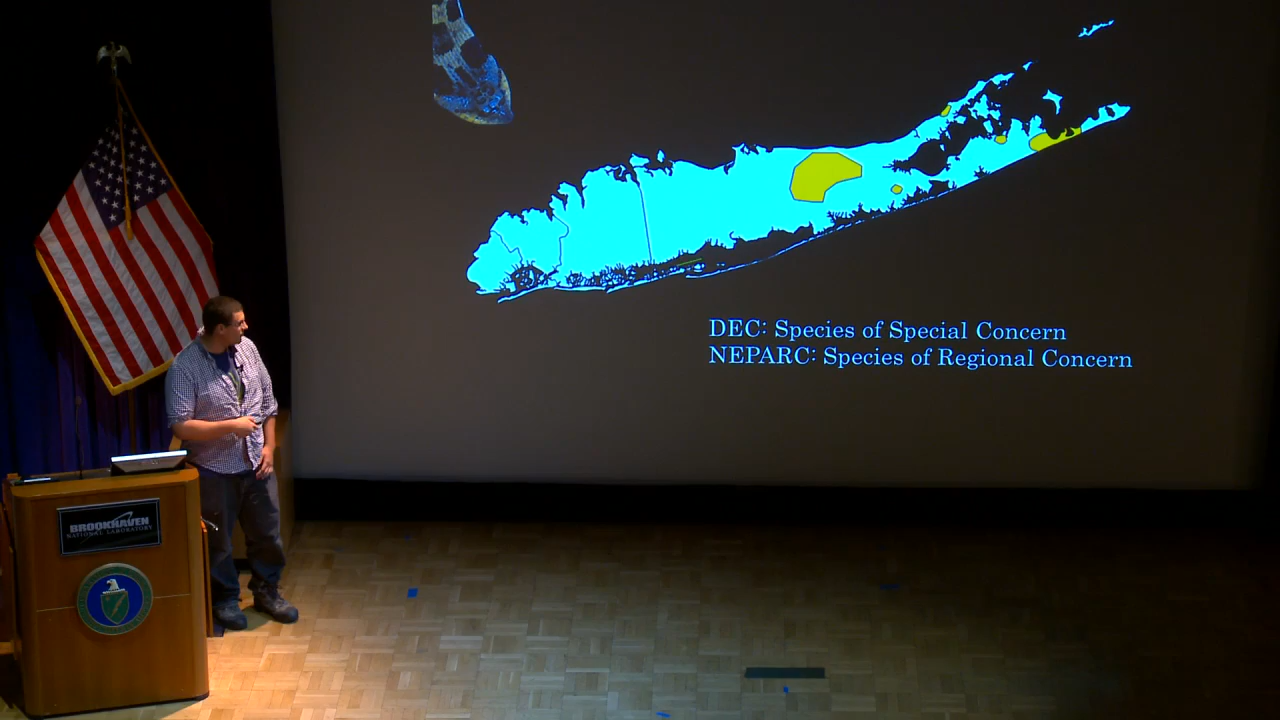 DEC: Species of Special Concern
NEPARC: Species of Regional Concern
BROOKHAVEN
NATIONAL LABORATORY